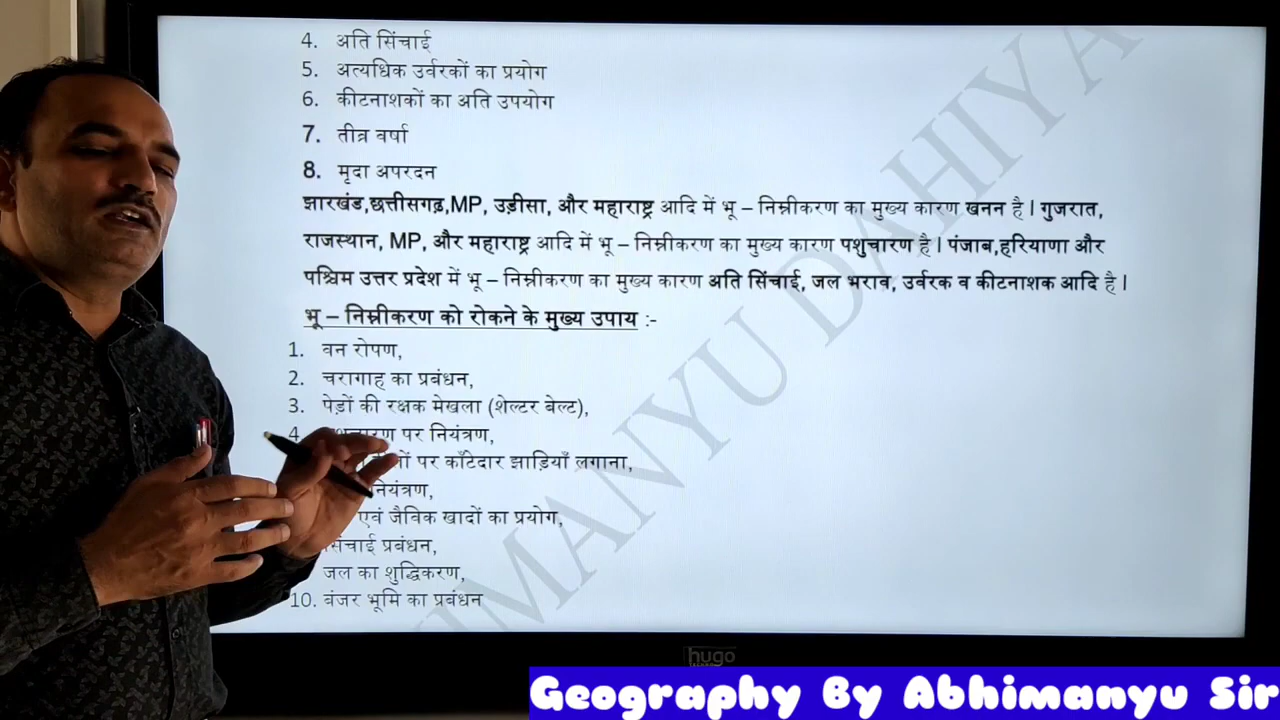 4. अति सिंचाई
5. अत्यधिक उर्वरकों का प्रयोग
6. कीटनाशकों का अति उपयोग
7. तीव्र वर्षा
8. मृदा अपरदन
झारखंड,छत्तीसगढ़,MP, उड़ीसा, और महाराष्ट्र आदि में भू – निम्नीकरण का मुख्य कारण खनन है | गुजरात,
राजस्थान, MP, और महाराष्ट्र आदि में भू – निम्नीकरण का मुख्य कारण पशुचारण है | पंजाब,हरियाणा और
पश्चिम उत्तर प्रदेश में भू – निम्नीकरण का मुख्य कारण अति सिंचाई, जल भराव, उर्वरक व कीटनाशक आदि है |
भू – निम्नीकरण को रोकने के मुख्य उपाय :-
1. वन रोपण,
2. चरागाह का प्रबंधन,
3. पेड़ों की रक्षक मेखला (शेल्टर बेल्ट),
4 पर नियंत्रण,
पर काँटेदार झाड़ियाँ लगाना,
नियंत्रण,
एवं जैविक खादों का प्रयोग,
सिंचाई प्रबंधन,
जल का शुद्धिकरण,
10. बंजर भूमि का प्रबंधन
MANYU DAHIYA
hugo
Geography By Abhimanyu Sir